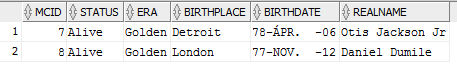 MCID STATUS ERA BIRTHPLACE BIRTHDATE REALNAME
1 7 Alive Golden Detroit 78-ÁPR. -06 Otis Jackson Jr
2 8 Alive Golden London 77-NOV. -12 Daniel Dumile